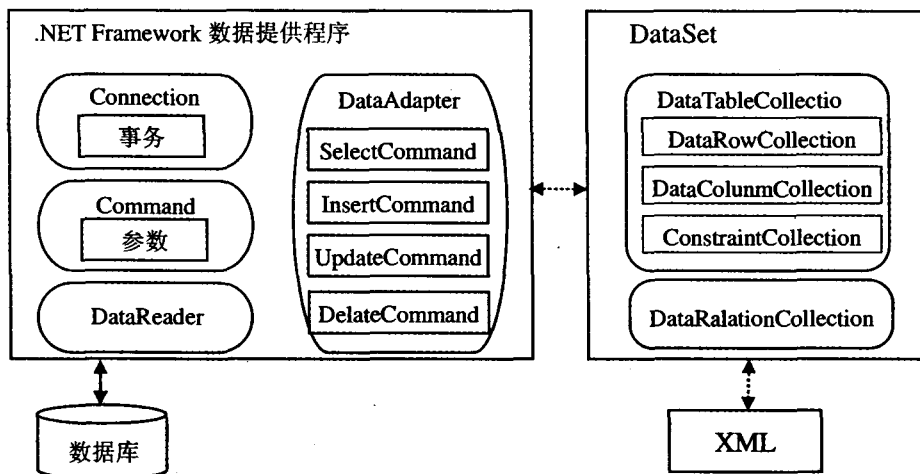 .NET Framework 数据提供程序
Connection
事务
Command
参数
DataReader
DataAdapter
SelectCommand
InsertCommand
UpdateCommand
DelateCommand
数据库
DataSet
DataTableCollectio
DataRowCollection
DataColunmCollection
ConstraintCollection
DataRalationCollection
XML